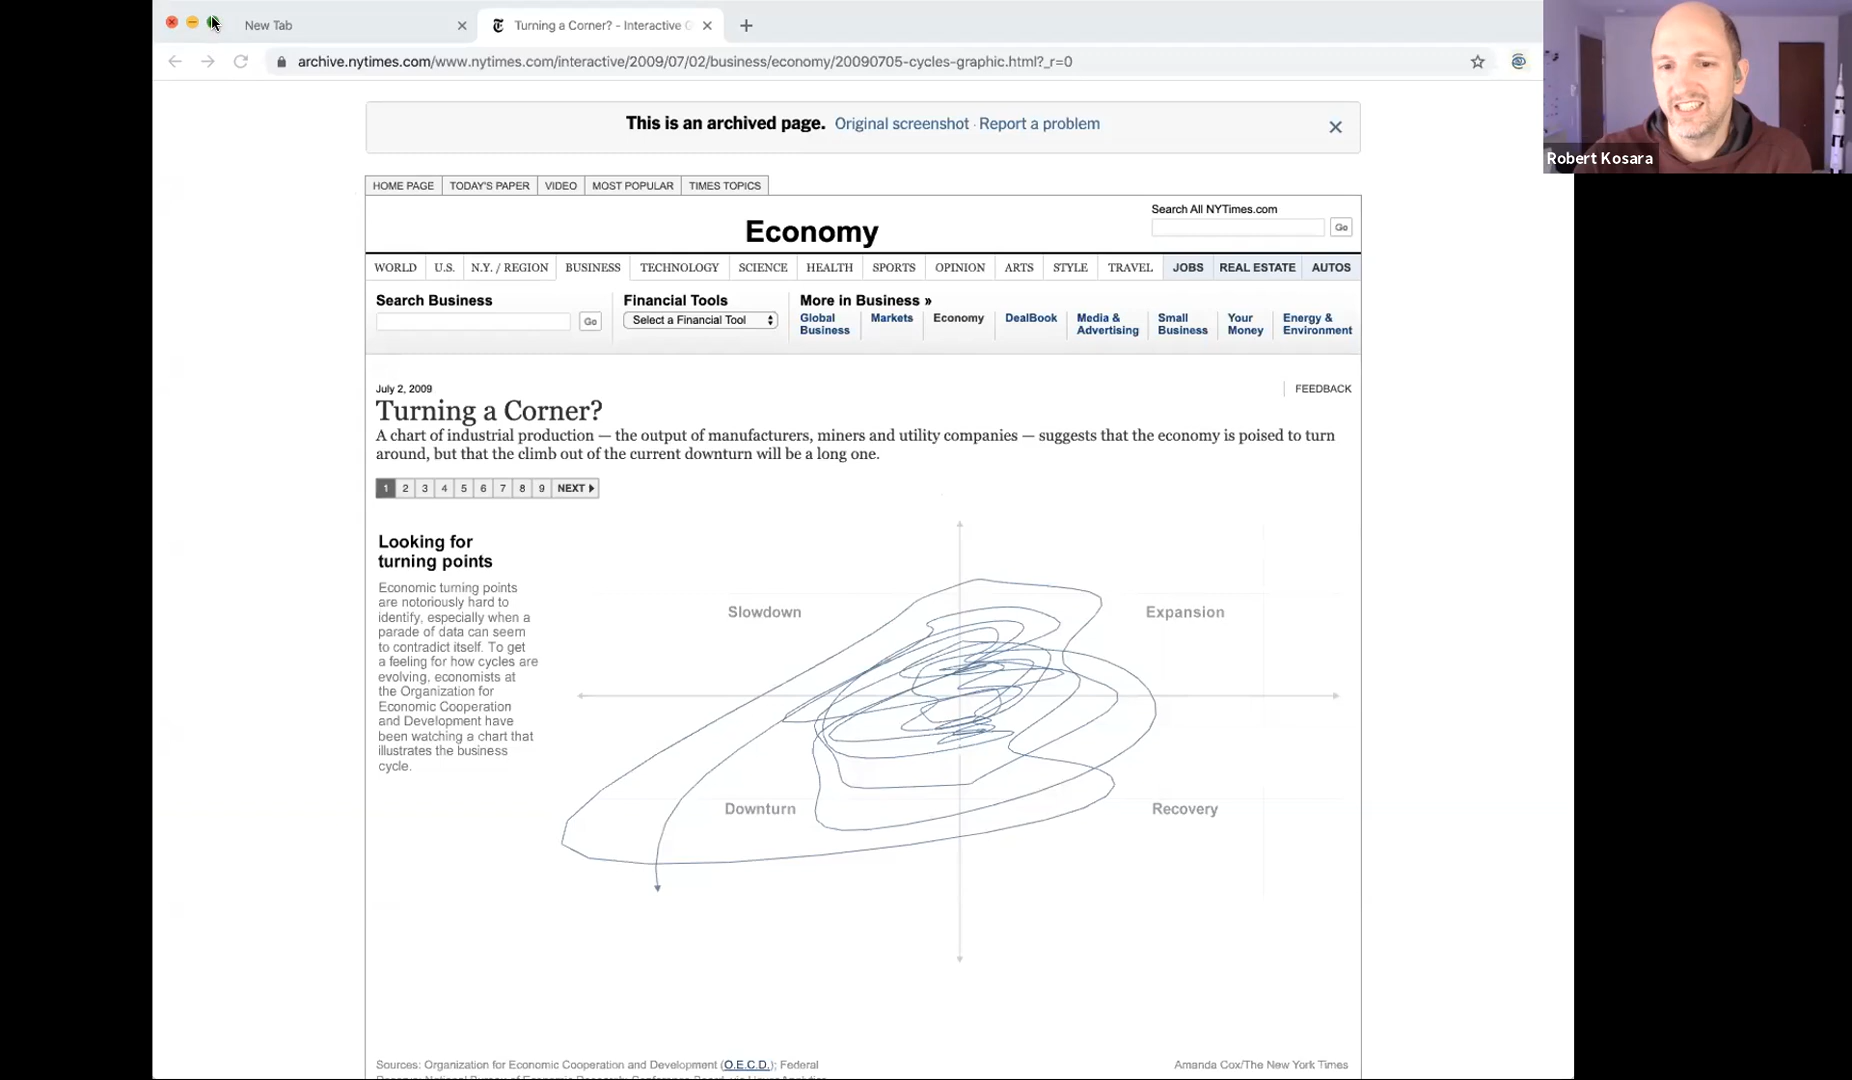 New Tab
Turning a Corner? - Interactive G
archive.nytimes.com/www.nytimes.com/interactive/2009/07/02/business/economy/20090705-cycles-graphic.html?_r=0
Robert Kosara
This is an archived page. Original screenshot · Report a problem
HOME PAGE TODAY'S PAPER VIDEO MOST POPULAR TIMES TOPICS
Economy
Search All NYTimes.com
Go
WORLD U.S. N.Y. / REGION BUSINESS TECHNOLOGY SCIENCE HEALTH SPORTS OPINION ARTS STYLE TRAVEL JOBS REAL ESTATE AUTOS
Search Business
Go
Financial Tools
Select a Financial Tool
More in Business »
Global Business
Markets
Economy
DealBook
Media & Advertising
Small Business
Your Money
Energy & Environment
July 2, 2009
FEEDBACK
Turning a Corner?
A chart of industrial production — the output of manufacturers, miners and utility companies — suggests that the economy is poised to turn
around, but that the climb out of the current downturn will be a long one.
1 2 3 4 5 6 7 8 9 NEXT
Looking for
turning points
Economic turning points
are notoriously hard to
identify, especially when a
parade of data can seem
to contradict itself. To get
a feeling for how cycles are
evolving, economists at
the Organization for
Economic Cooperation
and Development have
been watching a chart that
illustrates the business
cycle.
Slowdown
Expansion
Downturn
Recovery
Sources: Organization for Economic Cooperation and Development (O.E.C.D.); Federal
Amanda Cox/The New York Times